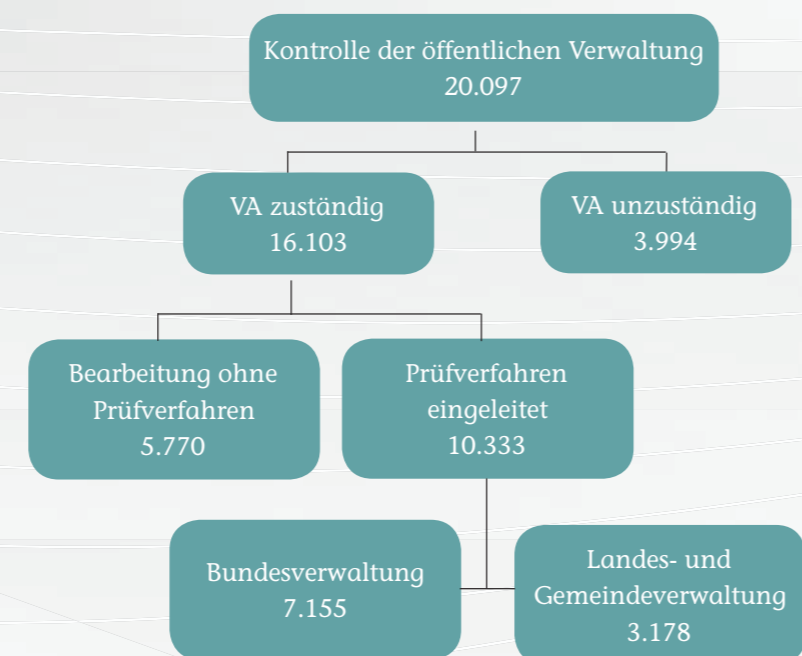 Kontrolle der öffentlichen Verwaltung
20.097
VA zuständig
16.103
VA unzuständig
3.994
Bearbeitung ohne
Prüfverfahren
5.770
Prüfverfahren
eingeleitet
10.333
Bundesverwaltung
7.155
Landes- und
Gemeindeverwaltung
3.178